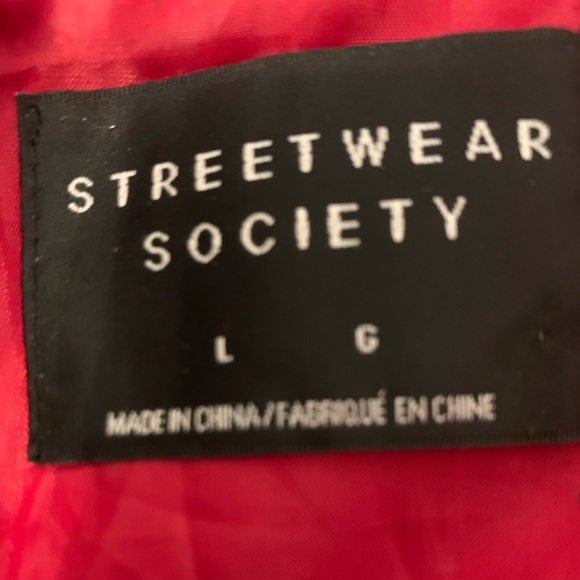 STREETWEAR
SOCIETY
L G
MADE IN CHINA/FABRIQUÉ EN CHINE